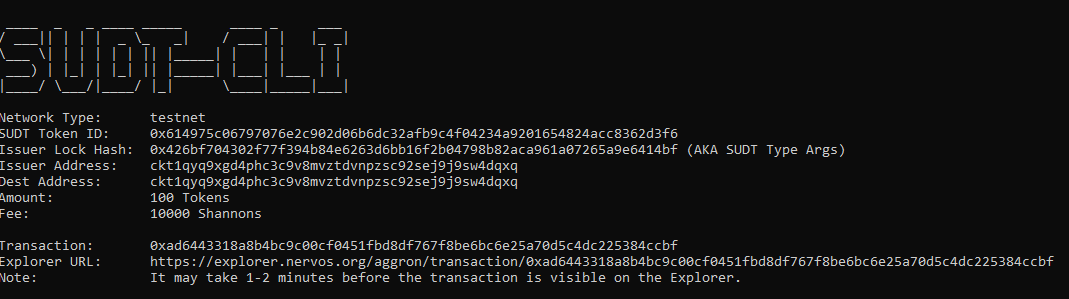 SUDT-CLI
Network Type: testnet
SUDT Token ID: 0x614975c06797076e2c902d06b6dc32afb9c4f04234a9201654824acc8362d3f6
Issuer Lock Hash: 0x426bf704302f77f394b84e6263d6bb16f2b04798b82aca961a07265a9e6414bf (AKA SUDT Type Args)
Issuer Address: ckt1qyq9xgd4phc3c9v8mvztdvnpzsc92sej9j9sw4dqxq
Dest Address: ckt1qyq9xgd4phc3c9v8mvztdvnpzsc92sej9j9sw4dqxq
Amount: 100 Tokens
Fee: 10000 Shannons
Transaction: 0xad6443318a8b4bc9c00cf0451fbd8df767f8be6bc6e25a70d5c4dc225384ccbf
Explorer URL: https://explorer.nervos.org/aggron/transaction/0xad6443318a8b4bc9c00cf0451fbd8df767f8be6bc6e25a70d5c4dc225384ccbf
Note: It may take 1-2 minutes before the transaction is visible on the Explorer.